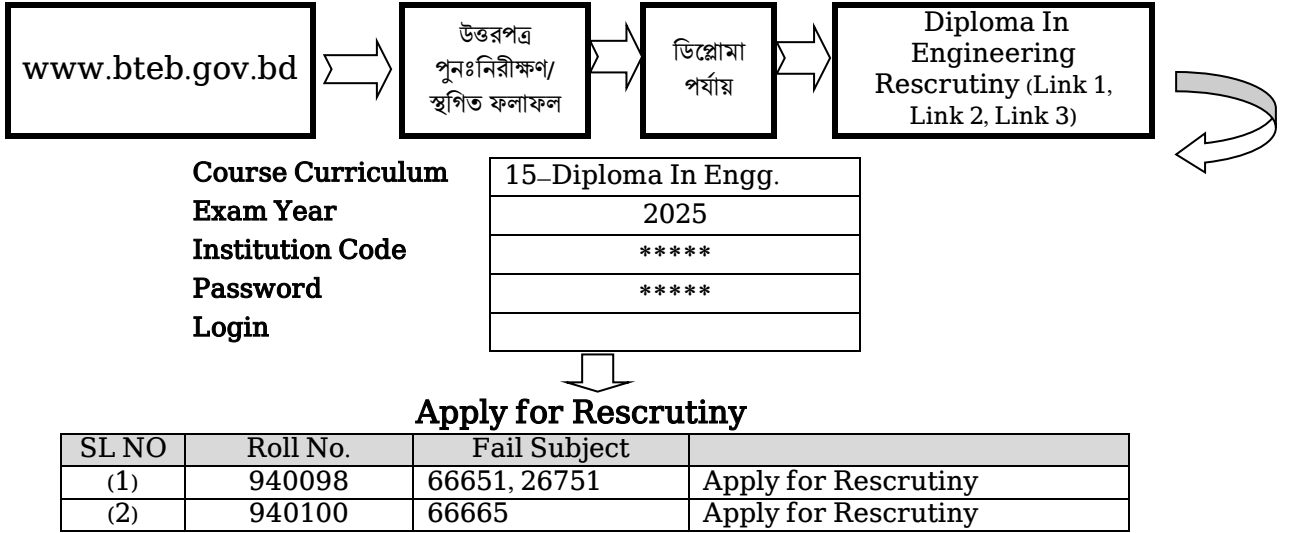 www.bteb.gov.bd
উত্তরপত্র
পুনঃনিরীক্ষণ/
স্থগিত ফলাফল
ডিপ্লোমা
পর্যায়
Diploma In
Engineering
Rescrutiny (Link 1,
Link 2, Link 3)
Course Curriculum 15–Diploma In Engg.
Exam Year 2025
Institution Code *****
Password *****
Login
Apply for Rescrutiny
SL NO Roll No. Fail Subject
(1) 940098 66651, 26751 Apply for Rescrutiny
(2) 940100 66665 Apply for Rescrutiny